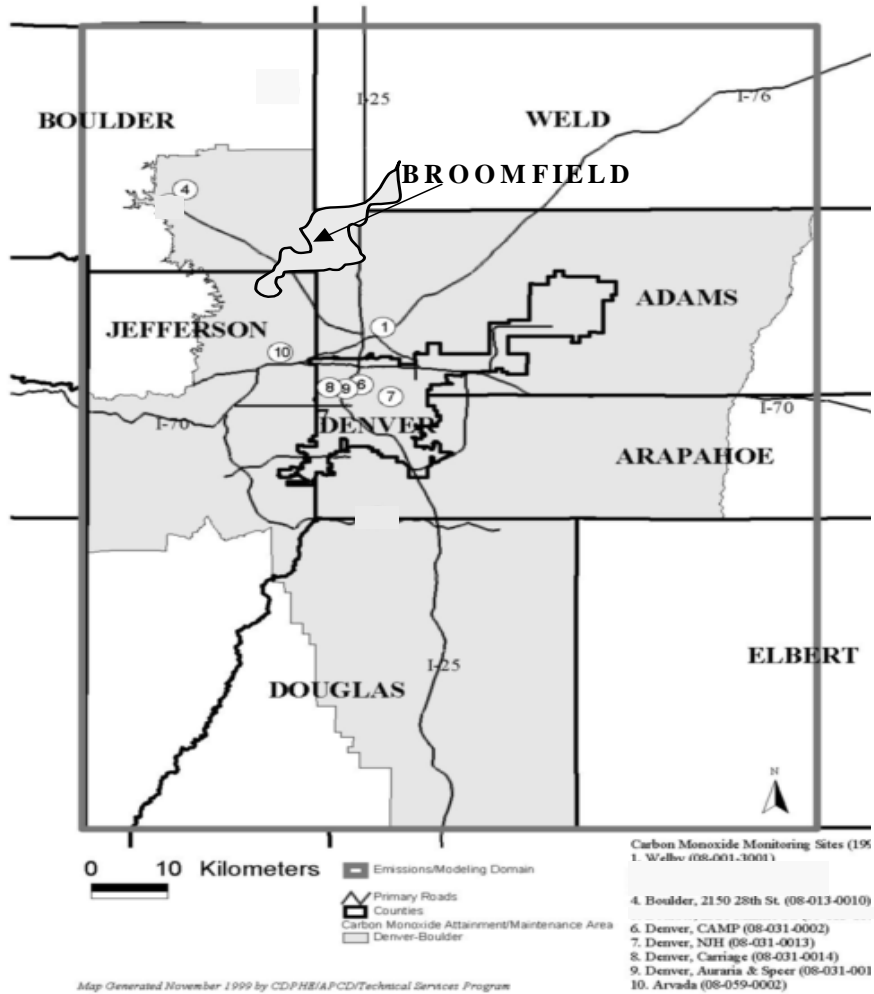 I-25
I-76
BOULDER
WELD
BROOMFIELD
4
ADAMS
JEFFERSON
1
10
8
9
6
7
I-70
DENVER
I-70
ARAPAHOE
I-25
ELBERT
DOUGLAS
N
0 10 Kilometers
Emissions/Modeling Domain
Primary Roads
Counties
Carbon Monoxide Attainment/Maintenance Area
Denver-Boulder
Carbon Monoxide Monitoring Sites (199
1. Welby (08-001-3001)
4. Boulder, 2150 28th St. (08-013-0010)
6. Denver, CAMP (08-031-0002)
7. Denver, NJH (08-031-0013)
8. Denver, Carriage (08-031-0014)
9. Denver, Auraria & Speer (08-031-001
10. Arvada (08-059-0002)
Map Generated November 1999 by CDPHE/APCD/Technical Services Program